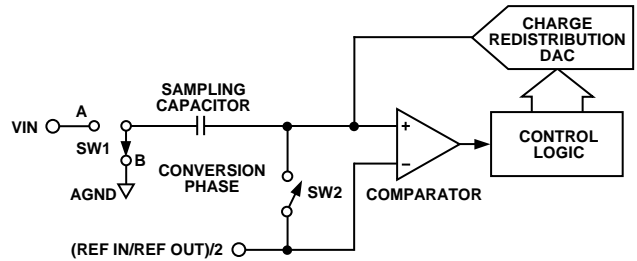 CHARGE
REDISTRIBUTION
DAC
SAMPLING
CAPACITOR
VIN
A
SW1
B
AGND
CONVERSION
PHASE
SW2
+
–
COMPARATOR
CONTROL
LOGIC
(REF IN/REF OUT)/2